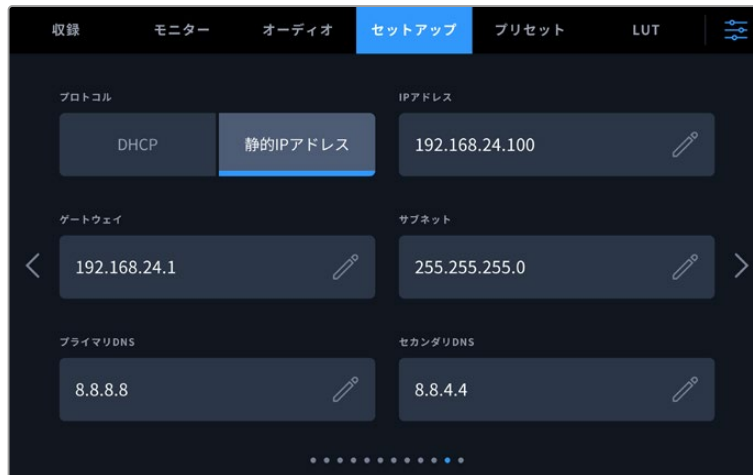 収録 モニター オーディオ セットアップ プリセット LUT
プロトコル IPアドレス
DHCP 静的IPアドレス 192.168.24.100
ゲートウェイ サブネット
192.168.24.1 255.255.255.0
プライマリDNS セカンダリDNS
8.8.8.8 8.8.4.4